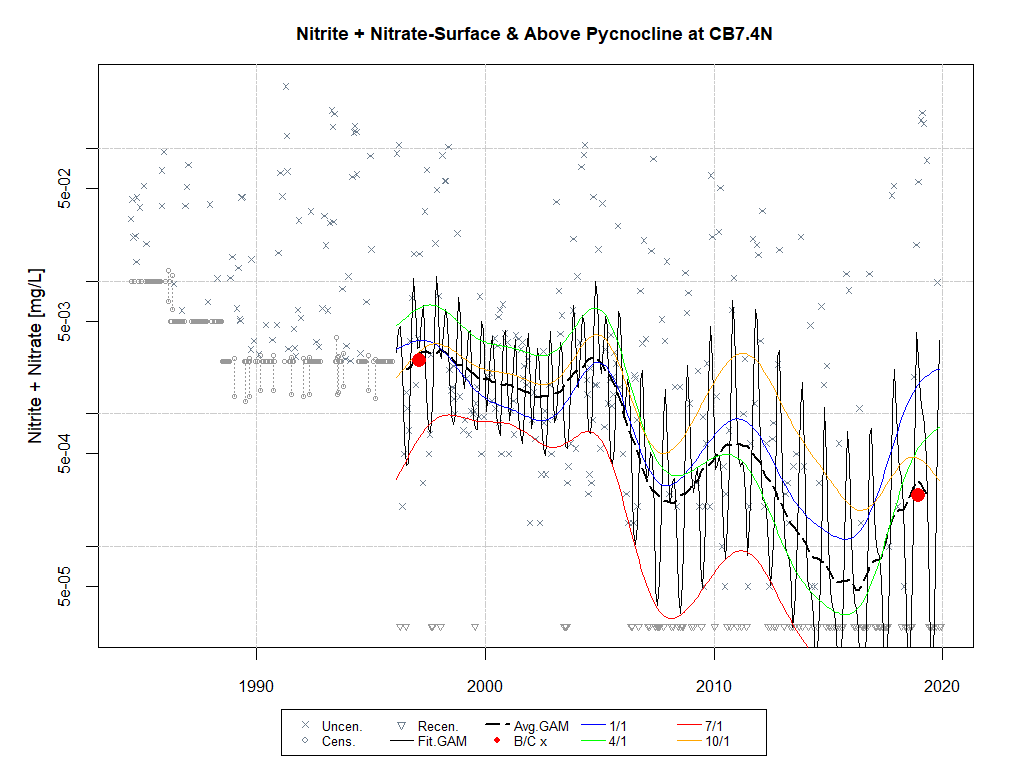 Nitrite + Nitrate-Surface & Above Pycnocline at CB7.4N
Nitrite + Nitrate [mg/L]
5e-02
5e-03
5e-04
5e-05
1990 2000 2010 2020
Uncen. Recen. Avg.GAM 1/1 7/1
Cens. Fit.GAM B/C x 4/1 10/1